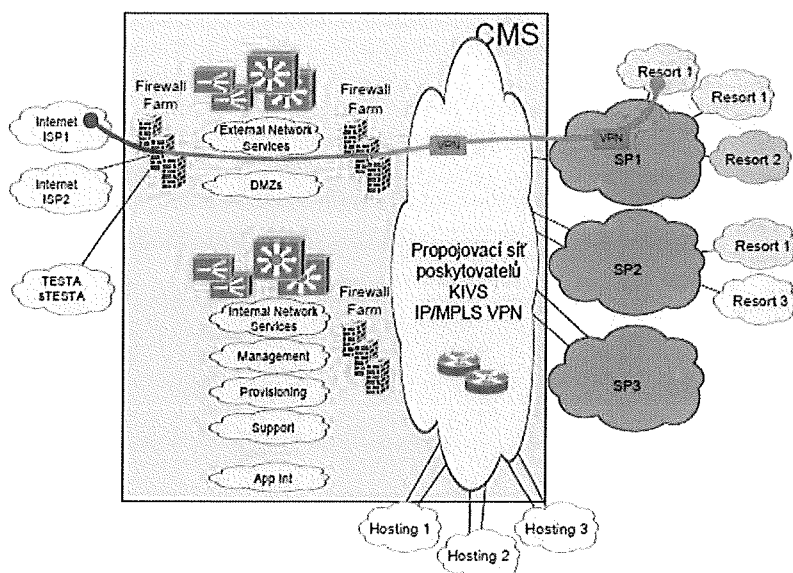 CMS
Firewall
Farm
Firewall
Farm
Internet
ISP1
Internet
ISP2
TESTA
sTESTA
External Network
Services
DMZs
VPN
VPN
Resort 1
Resort 1
SP1
Resort 2
Internal Network
Services
Management
Provisioning
Support
App Int
Firewall
Farm
Propojovací síť
poskytovatelů
KIVS
IP/MPLS VPN
SP2
Resort 1
Resort 3
SP3
Hosting 1
Hosting 2
Hosting 3